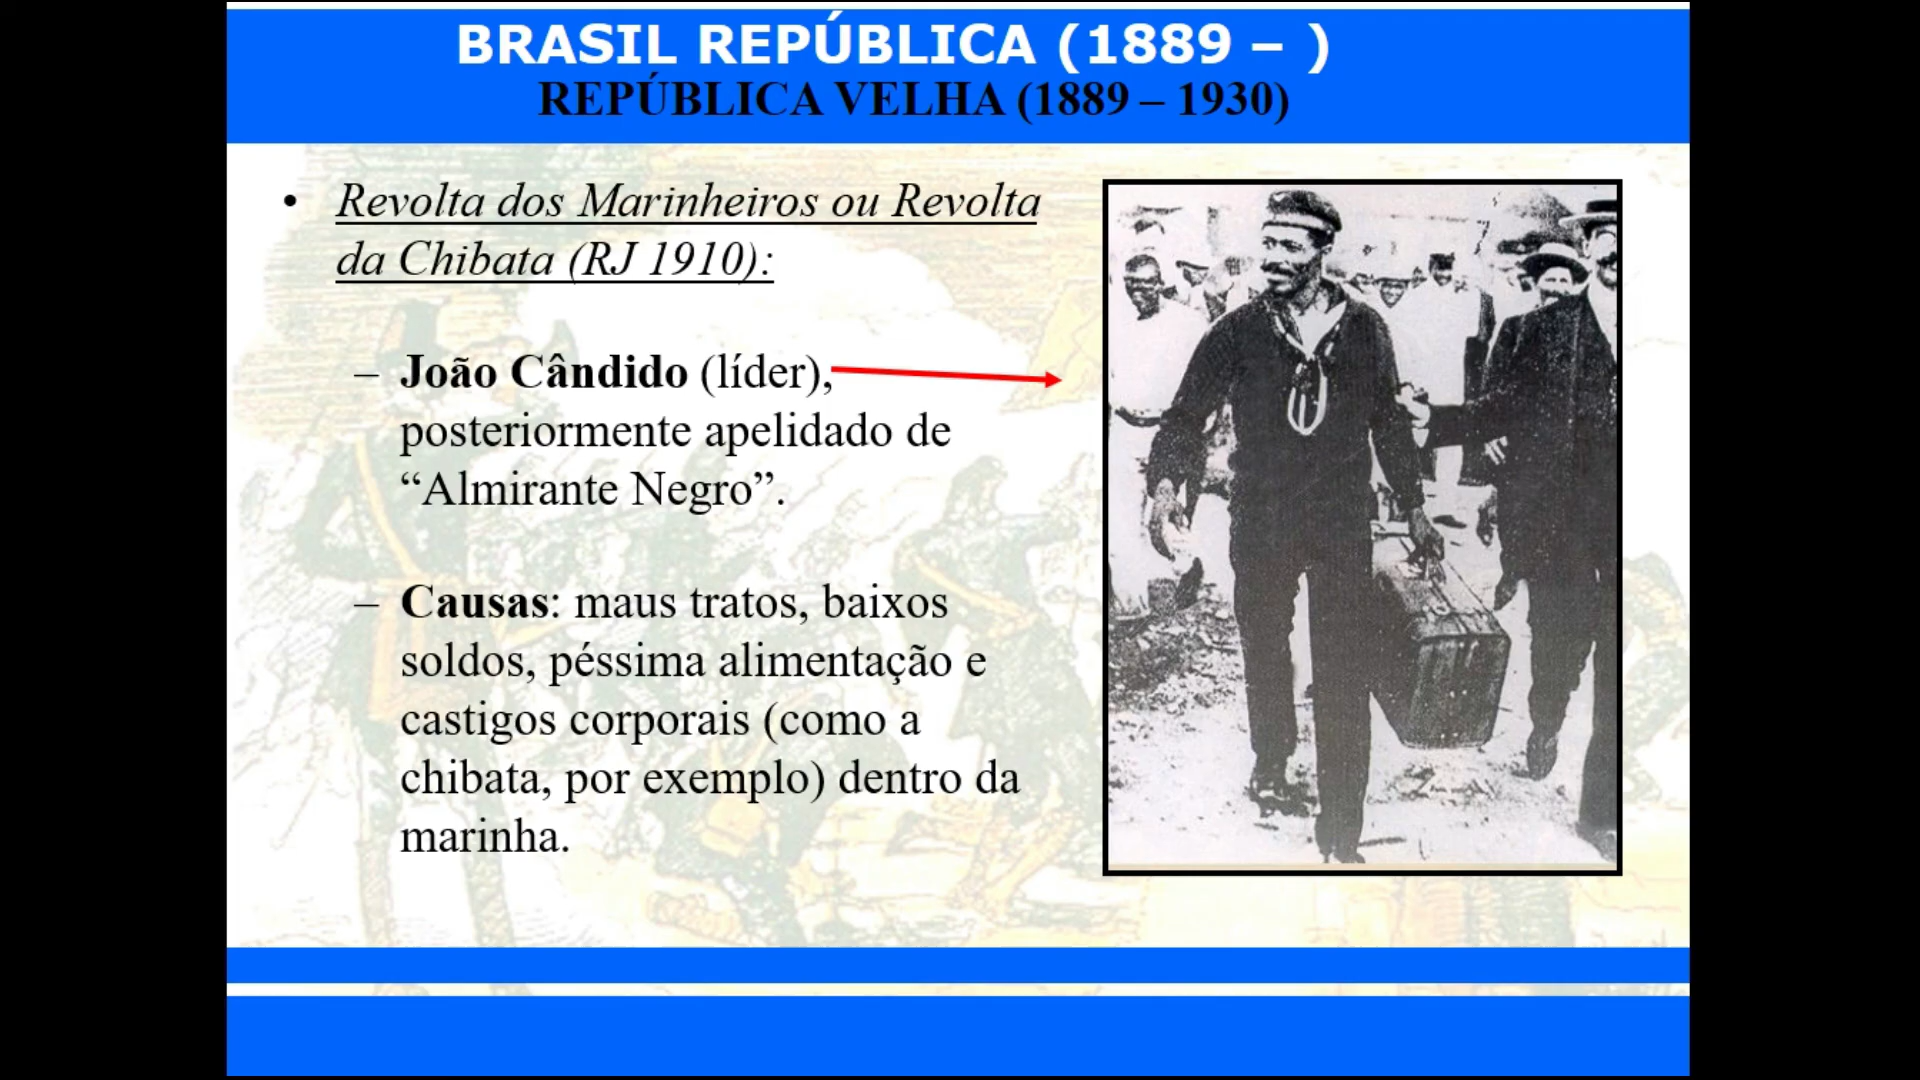 BRASIL REPÚBLICA (1889 – )
REPÚBLICA VELHA (1889 – 1930)
• Revolta dos Marinheiros ou Revolta
da Chibata (RJ 1910):
– João Cândido (líder),
posteriormente apelidado de
“Almirante Negro”.
– Causas: maus tratos, baixos
soldos, péssima alimentação e
castigos corporais (como a
chibata, por exemplo) dentro da
marinha.